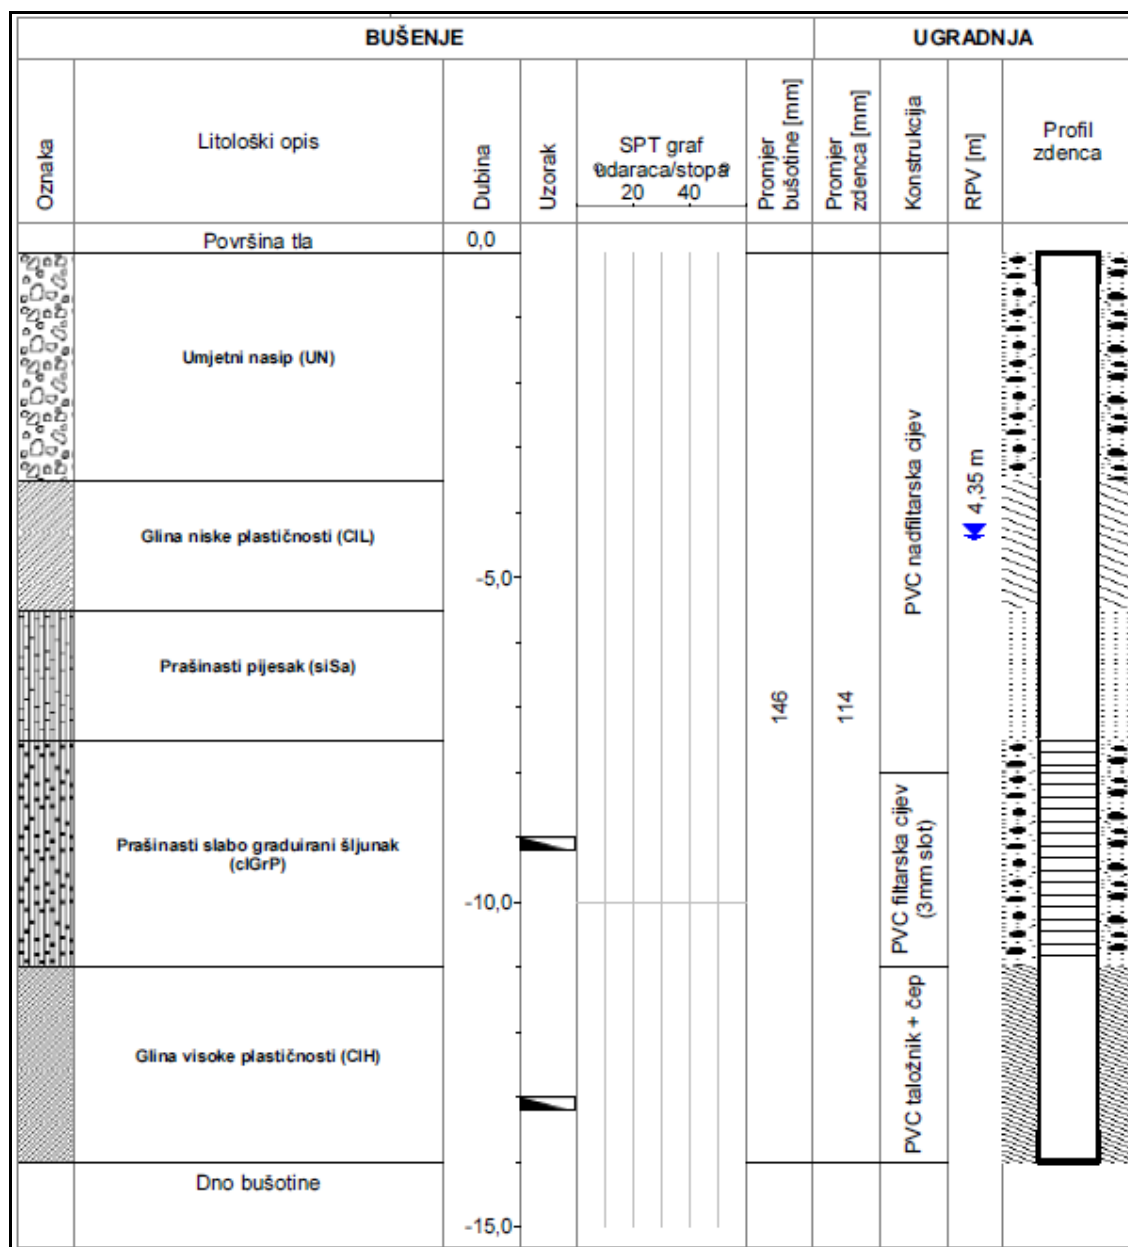 BUŠENJE
UGRADNJA
Oznaka
Litološki opis
Dubina
Uzorak
SPT graf
udaraca/stopa
20 40
Promjer
bušotine [mm]
Promjer
zdenca [mm]
Konstrukcija
RPV [m]
Profil
zdenca
Površina tla
0,0
Umjetni nasip (UN)
Glina niske plastičnosti (CIL)
-5,0
Prašinasti pijesak (siSa)
Prašinasti slabo graduirani šljunak
(clGrP)
-10,0
Glina visoke plastičnosti (CIH)
Dno bušotine
-15,0
146
114
PVC nadfiltarska cijev
PVC filtarska cijev
(3mm slot)
PVC taložnik + čep
4,35 m